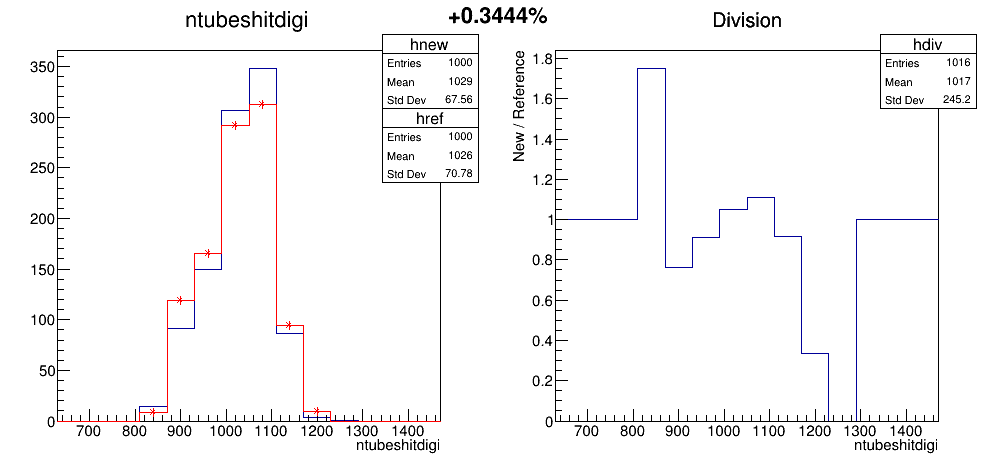 +0.3444%
ntubeshitdigi
hnew
Entries 1000
Mean 1029
Std Dev 67.56
href
Entries 1000
Mean 1026
Std Dev 70.78
350
300
250
200
150
100
50
0
700 800 900 1000 1100 1200 1300 1400
ntubeshitdigi
Division
hdiv
Entries 1016
Mean 1017
Std Dev 245.2
New / Reference
1.8
1.6
1.4
1.2
1
0.8
0.6
0.4
0.2
0
700 800 900 1000 1100 1200 1300 1400
ntubeshitdigi